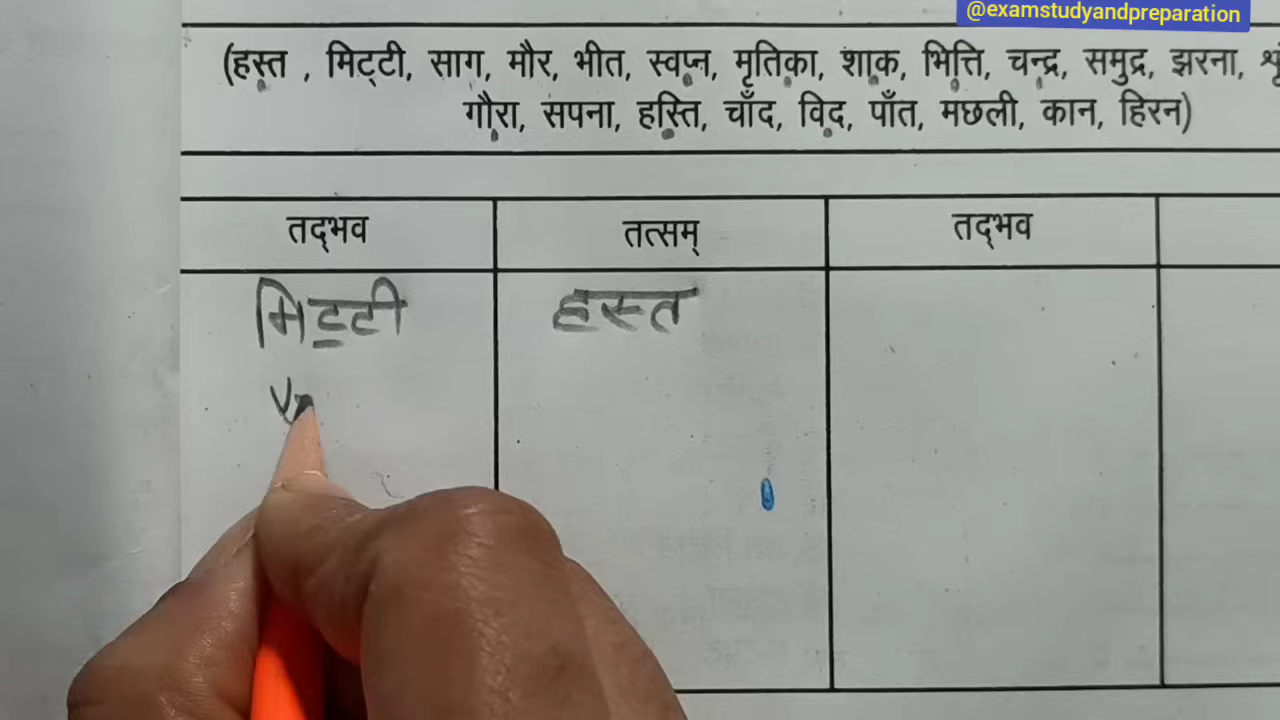 @examstudyandpreparation
(हस्त , मिट्टी, साग, मौर, भीत, स्वप्न, मृतिका, शाक, भित्ति, चन्द्र, समुद्र, झरना,
गौरा, सपना, हस्ति, चाँद, विद, पाँत, मछली, कान, हिरन)
तद्भव तत्सम् तद्भव
मिट्टी हस्त